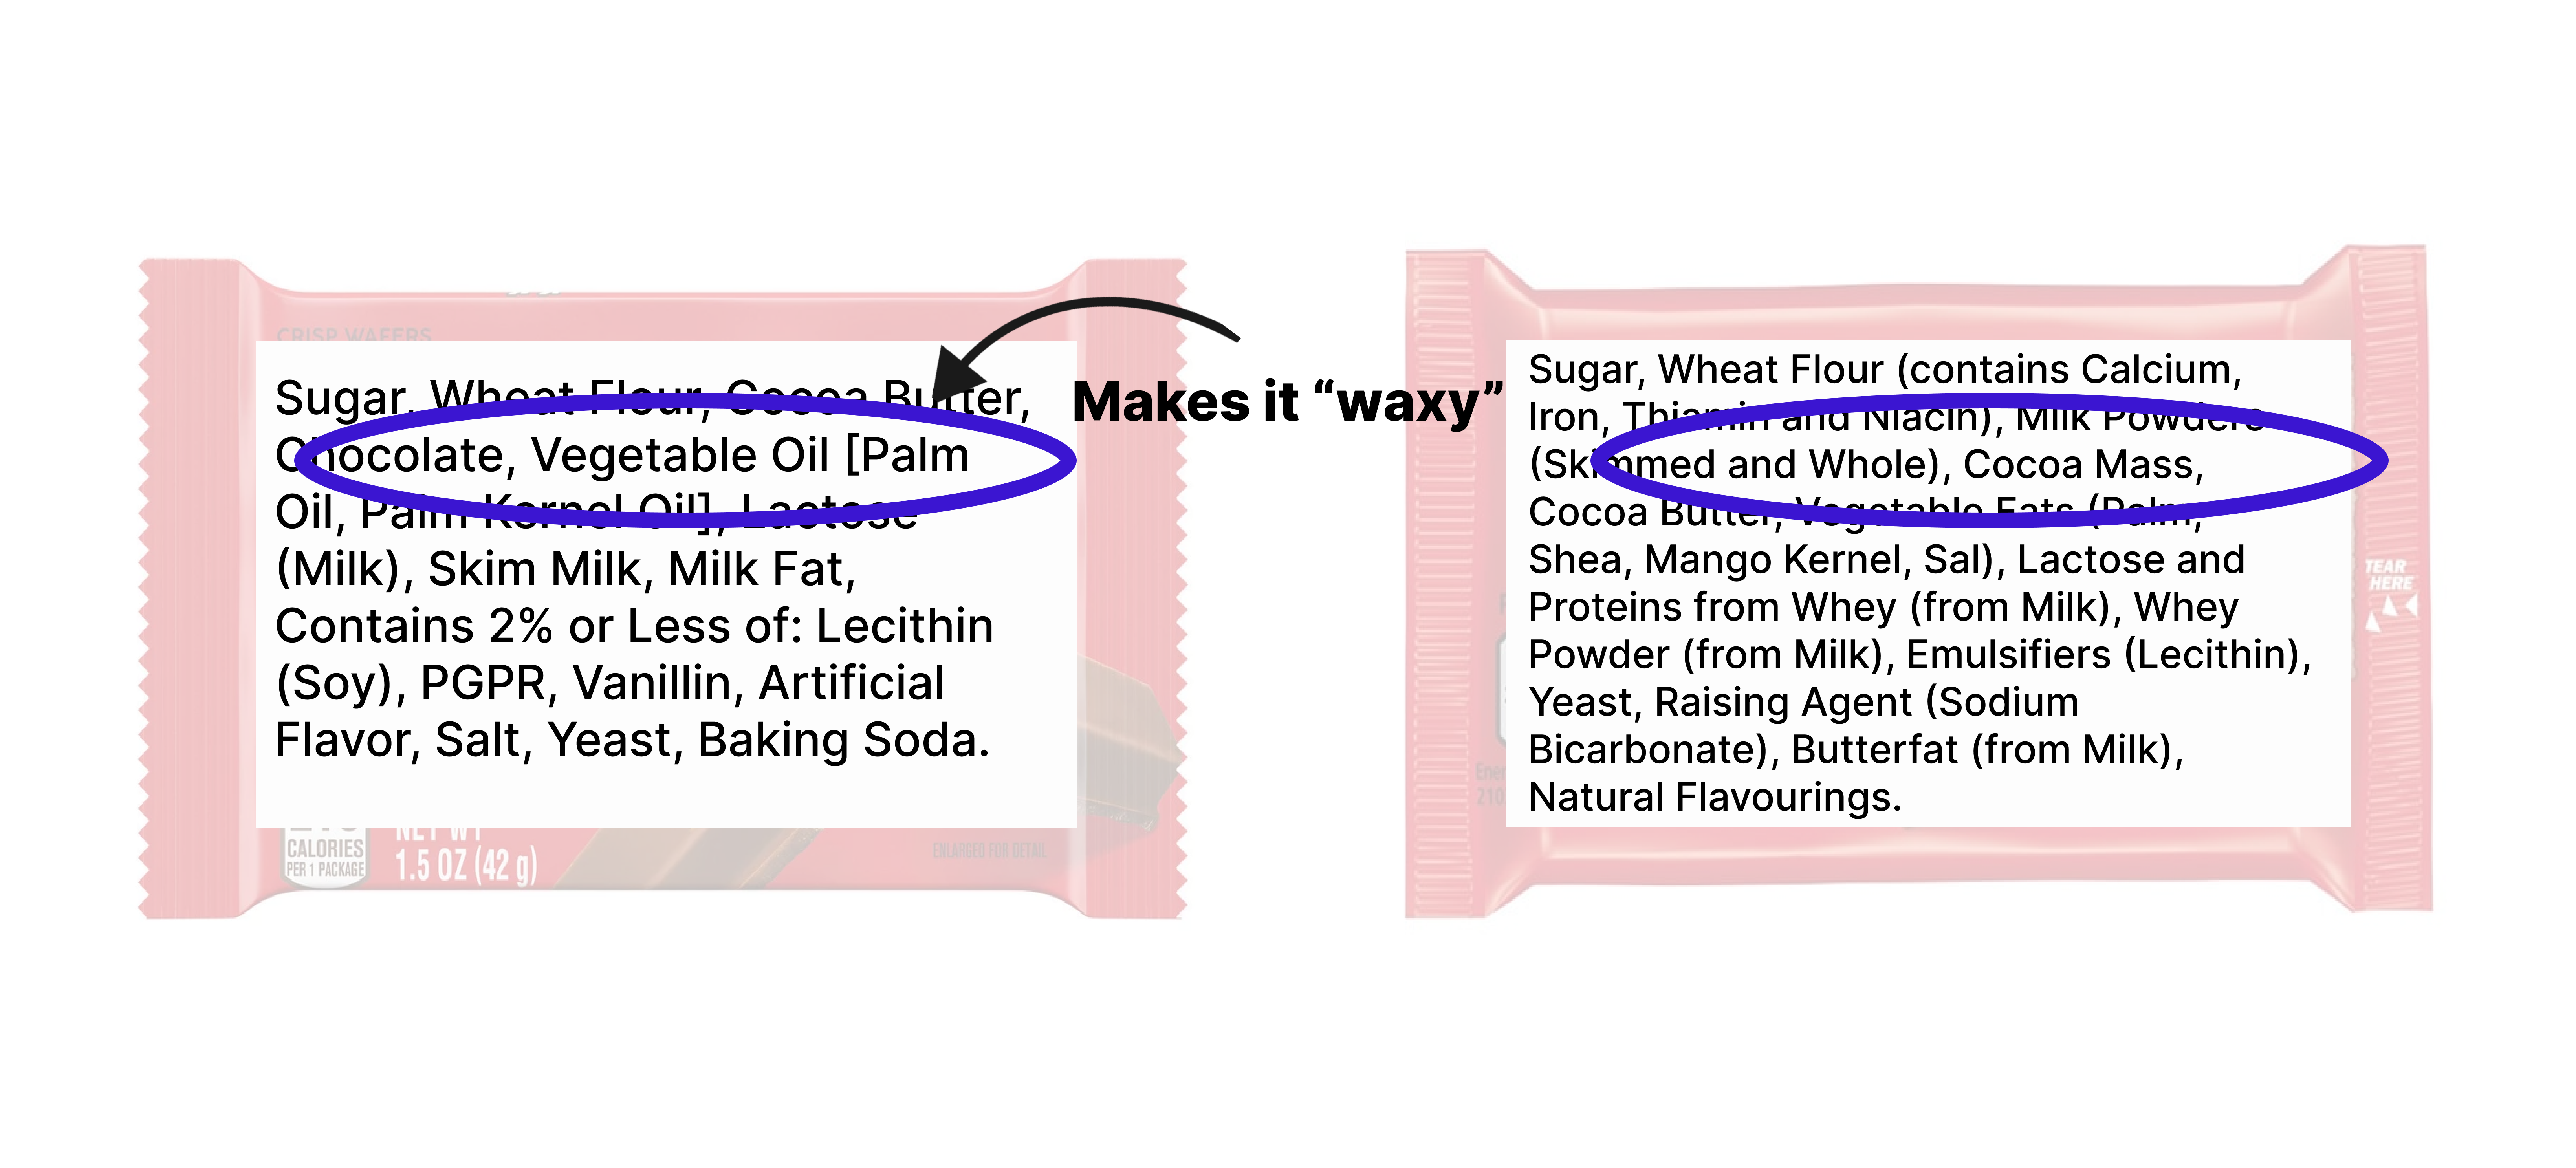 CRISP WAFERS
Sugar, Wheat Flour, Cocoa Butter,
Chocolate, Vegetable Oil [Palm
Oil, Palm Kernel Oil], Lactose
(Milk), Skim Milk, Milk Fat,
Contains 2% or Less of: Lecithin
(Soy), PGPR, Vanillin, Artificial
Flavor, Salt, Yeast, Baking Soda.
CALORIES
PER 1 PACKAGE
NET WT
1.5 OZ (42 g)
ENLARGED FOR DETAIL
Makes it “waxy”
Sugar, Wheat Flour (contains Calcium,
Iron, Thiamin and Niacin), Milk Powders
(Skimmed and Whole), Cocoa Mass,
Cocoa Butter, Vegetable Fats (Palm,
Shea, Mango Kernel, Sal), Lactose and
Proteins from Whey (from Milk), Whey
Powder (from Milk), Emulsifiers (Lecithin),
Yeast, Raising Agent (Sodium
Bicarbonate), Butterfat (from Milk),
Natural Flavourings.
TEAR
HERE